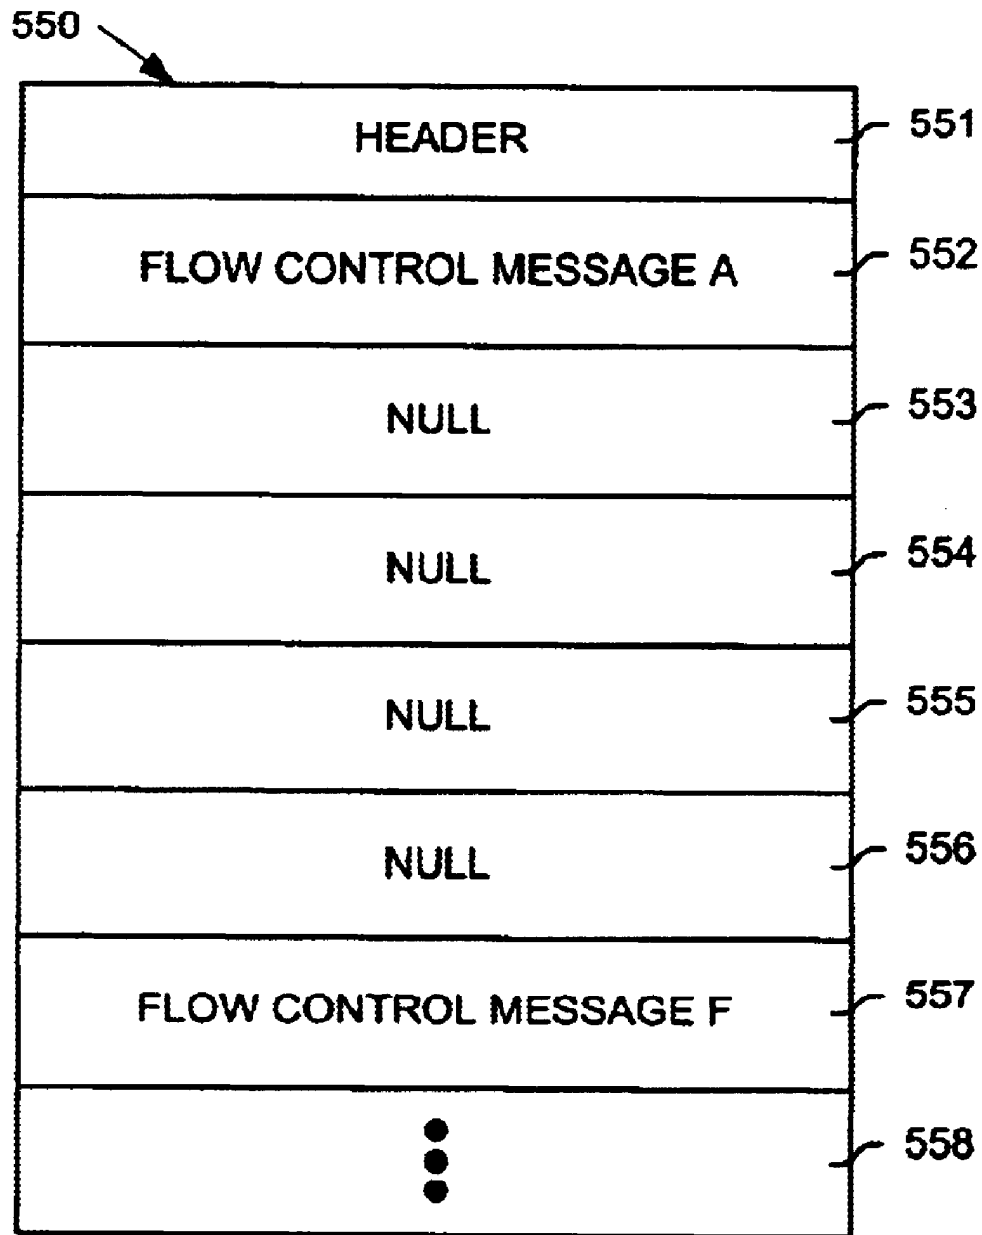 550
HEADER 551
FLOW CONTROL MESSAGE A 552
NULL 553
NULL 554
NULL 555
NULL 556
FLOW CONTROL MESSAGE F 557
558